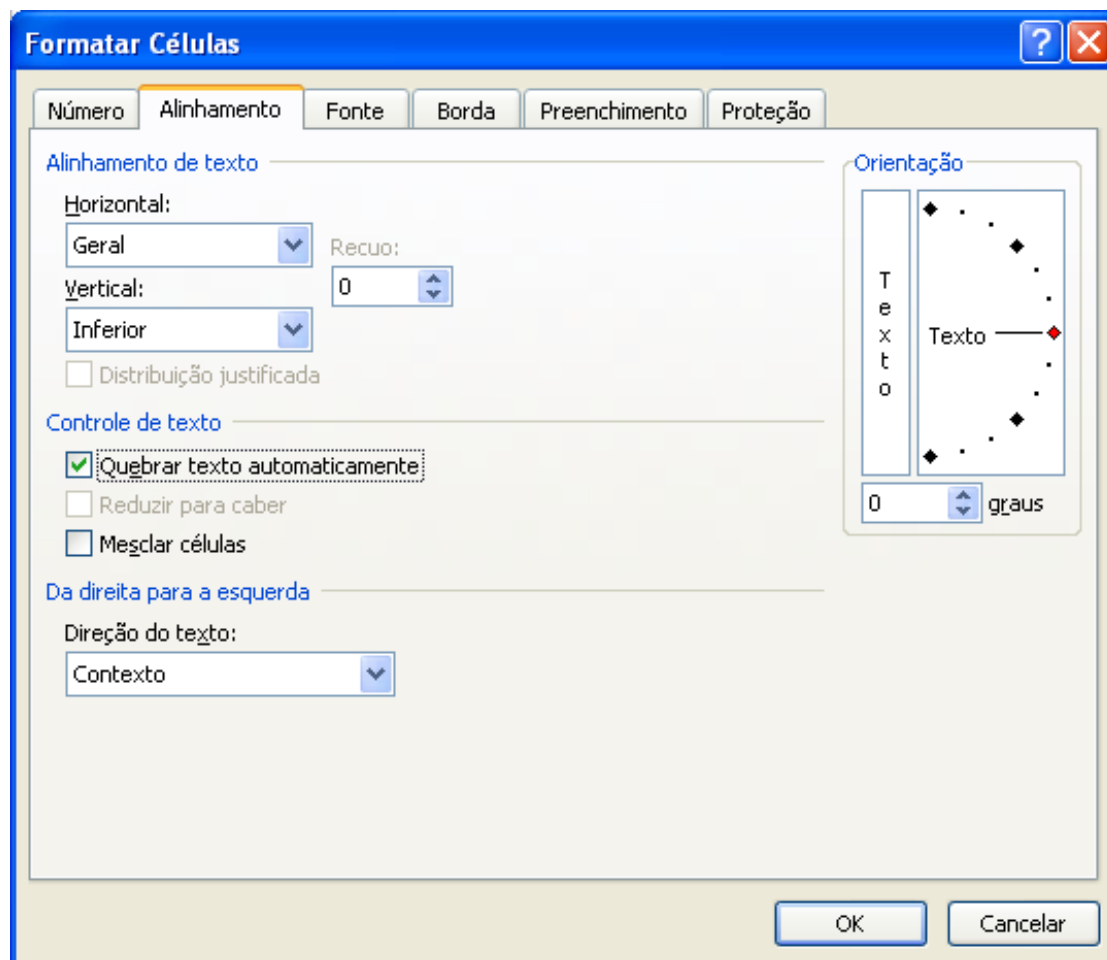 Formatar Células
Número Alinhamento Fonte Borda Preenchimento Proteção
Alinhamento de texto
Horizontal:
Geral
Recuo:
0
Vertical:
Inferior
Distribuição justificada
Controle de texto
Quebrar texto automaticamente
Reduzir para caber
Mesclar células
Da direita para a esquerda
Direção do texto:
Contexto
Orientação
Texto
Texto
0 graus
OK Cancelar